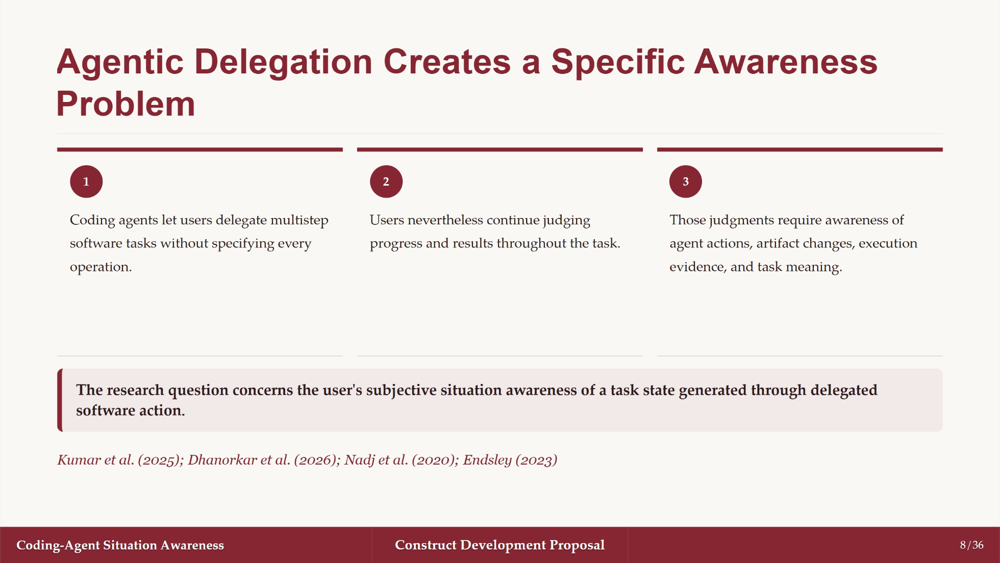 Agentic Delegation Creates a Specific Awareness
Problem
1
Coding agents let users delegate multistep
software tasks without specifying every
operation.
2
Users nevertheless continue judging
progress and results throughout the task.
3
Those judgments require awareness of
agent actions, artifact changes, execution
evidence, and task meaning.
The research question concerns the user's subjective situation awareness of a task state generated through delegated
software action.
Kumar et al. (2025); Dhanorkar et al. (2026); Nadj et al. (2020); Endsley (2023)
Coding-Agent Situation Awareness
Construct Development Proposal
8/36